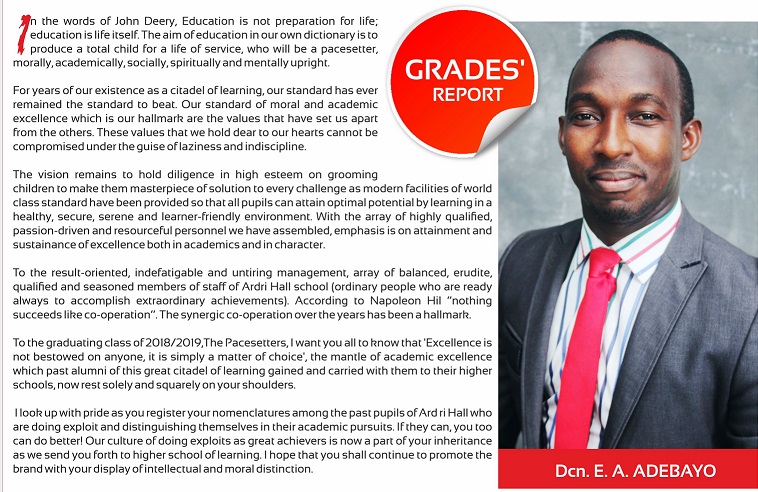 In the words of John Deery, Education is not preparation for life;
education is life itself. The aim of education in our own dictionary is to
produce a total child for a life of service, who will be a pacesetter,
morally, academically, socially, spiritually and mentally upright.
For years of our existence as a citadel of learning, our standard has ever
remained the standard to beat. Our standard of moral and academic
excellence which is our hallmark are the values that have set us apart
from the others. These values that we hold dear to our hearts cannot be
compromised under the guise of laziness and indiscipline.
The vision remains to hold diligence in high esteem on grooming
children to make them masterpiece of solution to every challenge as modern facilities of world
class standard have been provided so that all pupils can attain optimal potential by learning in a
healthy, secure, serene and learner-friendly environment. With the array of highly qualified,
passion-driven and resourceful personnel we have assembled, emphasis is on attainment and
sustainance of excellence both in academics and in character.
To the result-oriented, indefatigable and untiring management, array of balanced, erudite,
qualified and seasoned members of staff of Ardri Hall school (ordinary people who are ready
always to accomplish extraordinary achievements). According to Napoleon Hil "nothing
succeeds like co-operation". The synergic co-operation over the years has been a hallmark.
To the graduating class of 2018/2019,The Pacesetters, I want you all to know that 'Excellence is
not bestowed on anyone, it is simply a matter of choice', the mantle of academic excellence
which past alumni of this great citadel of learning gained and carried with them to their higher
schools, now rest solely and squarely on your shoulders.
I look up with pride as you register your nomenclatures among the past pupils of Ard ri Hall who
are doing exploit and distinguishing themselves in their academic pursuits. If they can, you too
can do better! Our culture of doing exploits as great achievers is now a part of your inheritance
as we send you forth to higher school of learning. I hope that you shall continue to promote the
brand with your display of intellectual and moral distinction.
GRADES'
REPORT
Dcn. E. A. ADEBAYO